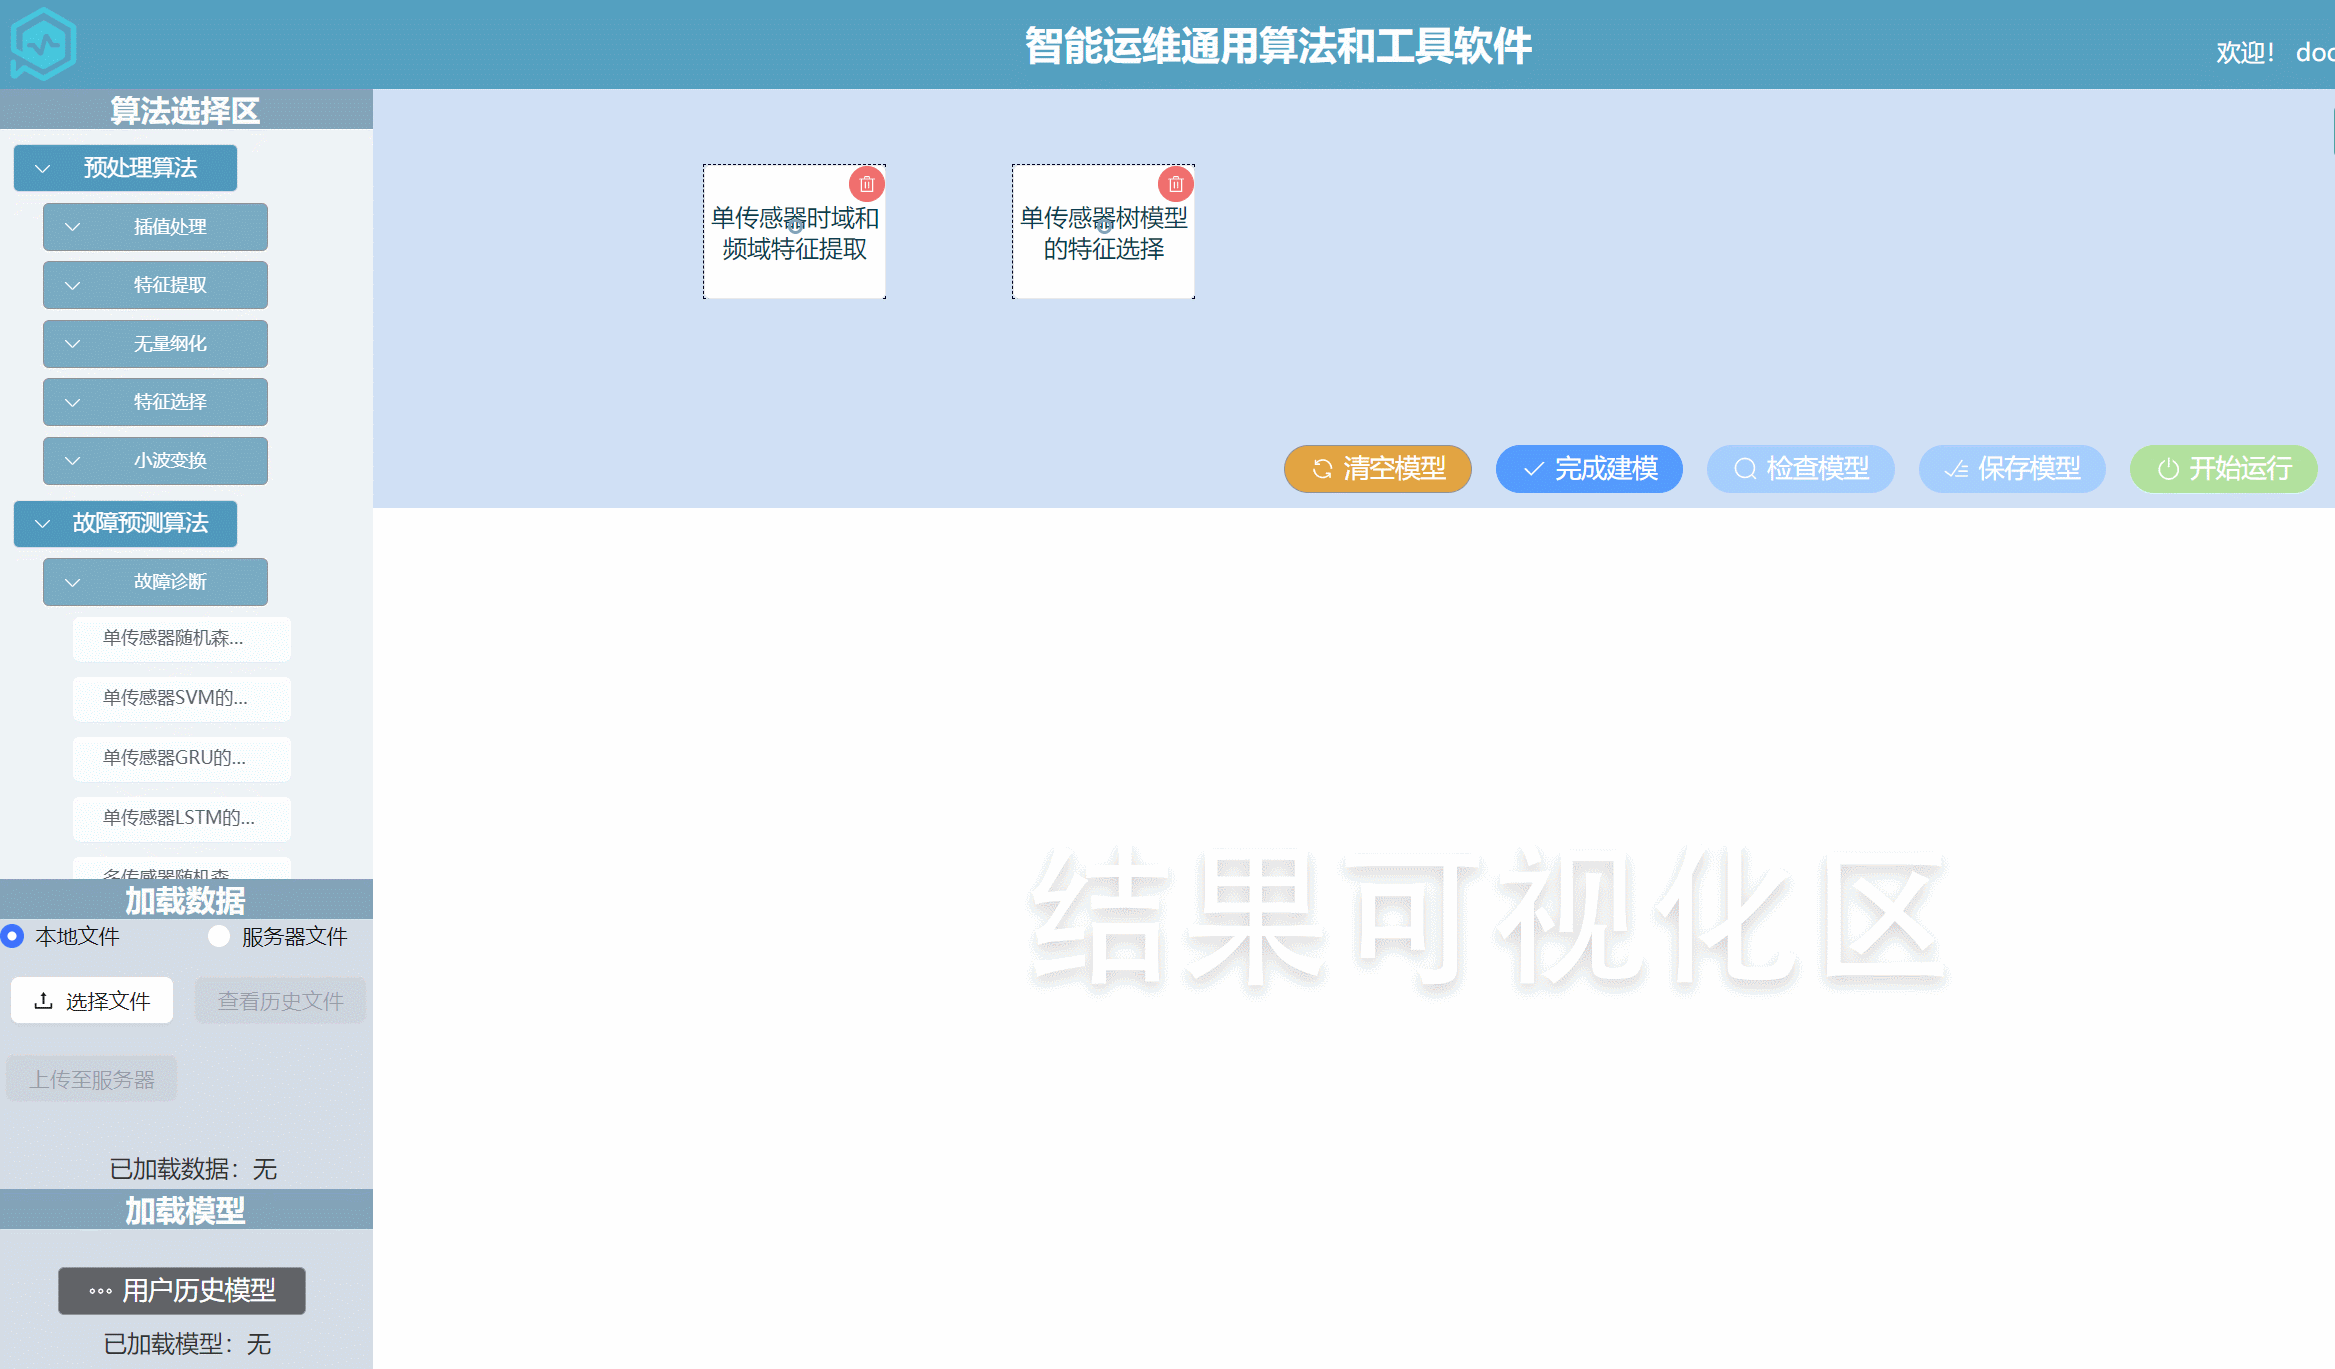 智能运维通用算法和工具软件
欢迎！ doc
算法选择区
预处理算法
插值处理
特征提取
无量纲化
特征选择
小波变换
故障预测算法
故障诊断
单传感器随机森...
单传感器SVM的...
单传感器GRU的...
单传感器LSTM的...
多传感器随机森
加载数据
本地文件 服务器文件
选择文件 查看历史文件
上传至服务器
已加载数据：无
加载模型
用户历史模型
已加载模型：无
单传感器时域和
频域特征提取
单传感器树模型
的特征选择
清空模型 完成建模 检查模型 保存模型 开始运行
结果可视化区